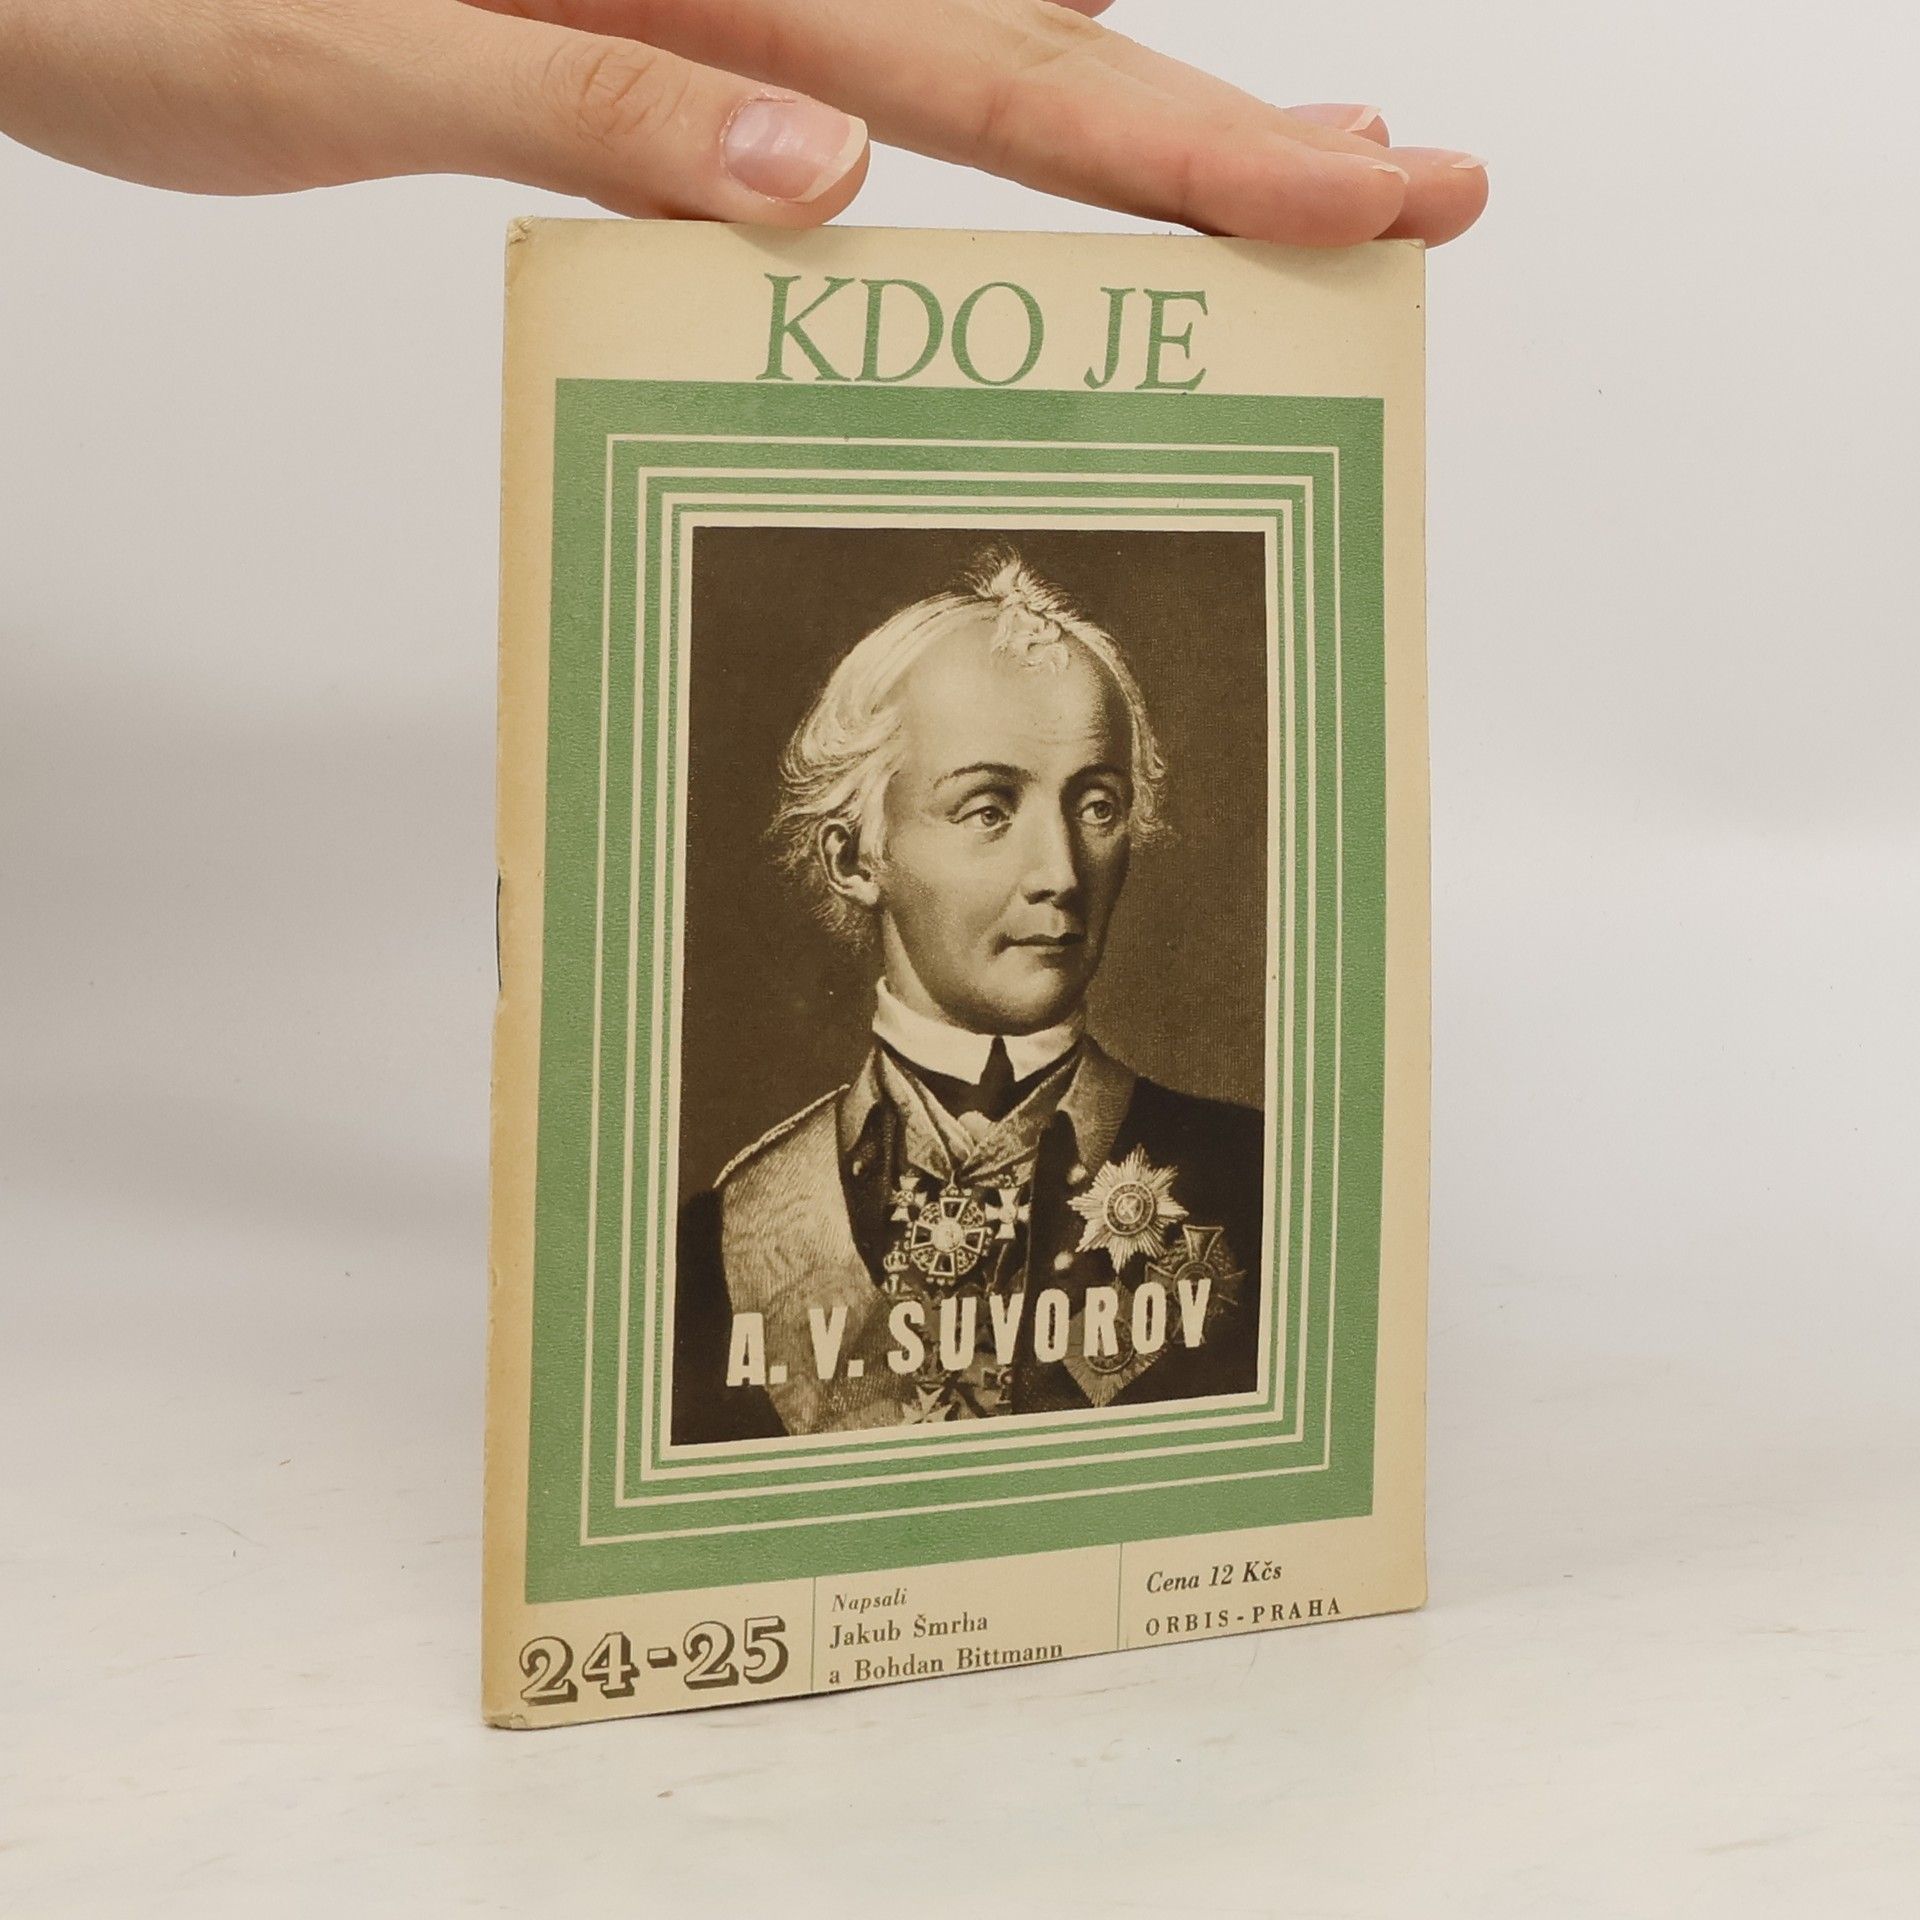 KDO JE
A. V. SUVOROV
24-25
Napsali
Jakub Šmrha
a Bohdan Bittmann
Cena 12 Kčs
ORBIS-PRAHA